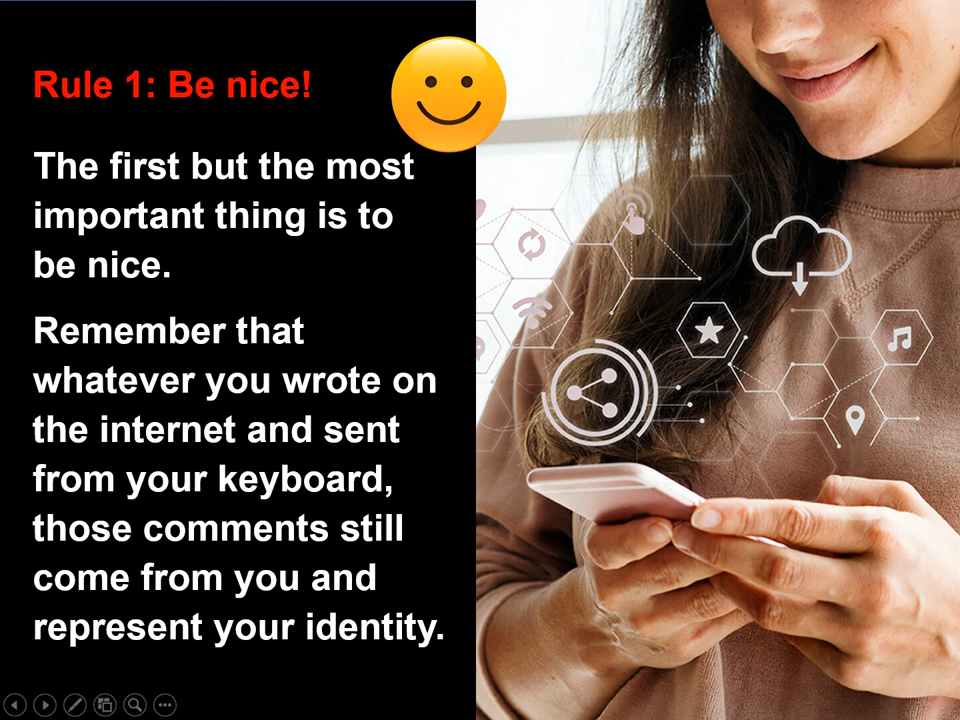 Rule 1: Be nice!
The first but the most
important thing is to
be nice.
Remember that
whatever you wrote on
the internet and sent
from your keyboard,
those comments still
come from you and
represent your identity.